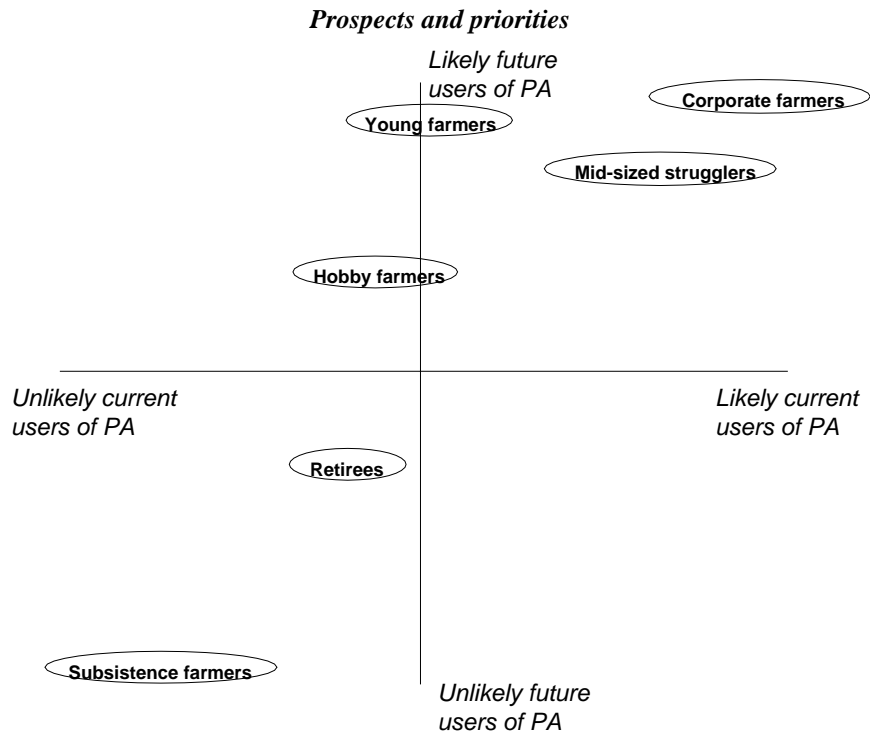 Prospects and priorities
Likely future
users of PA
Corporate farmers
Young farmers
Mid-sized strugglers
Hobby farmers
Unlikely current
users of PA
Likely current
users of PA
Retirees
Subsistence farmers
Unlikely future
users of PA